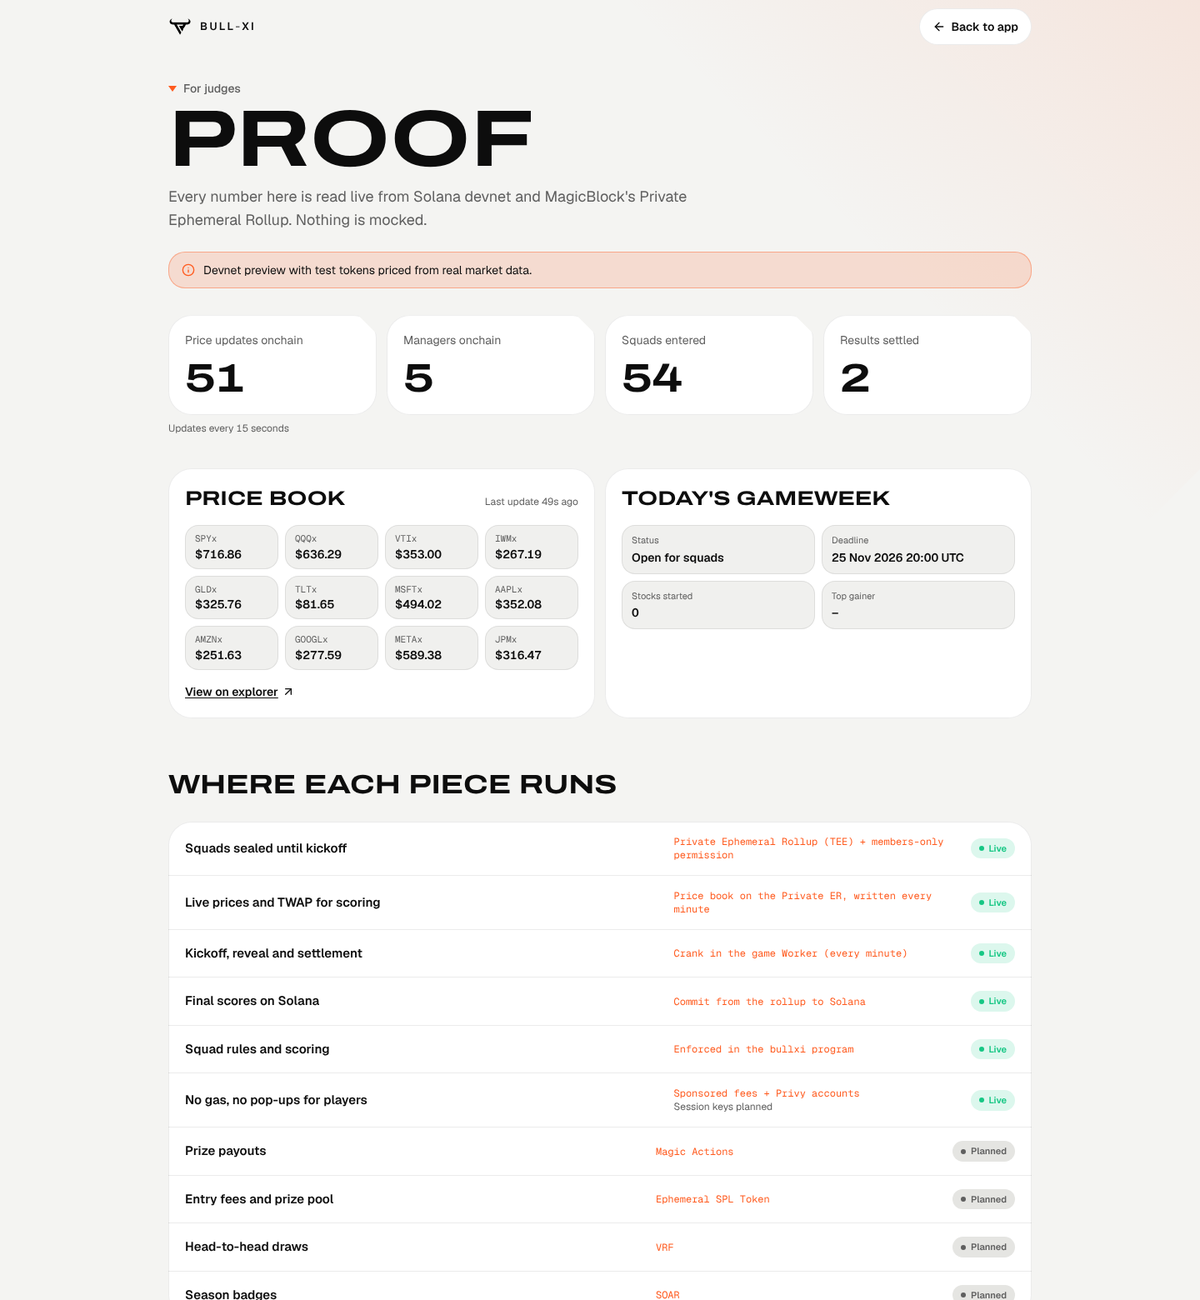 BULL-XI
Back to app
For judges
PROOF
Every number here is read live from Solana devnet and MagicBlock's Private
Ephemeral Rollup. Nothing is mocked.
Devnet preview with test tokens priced from real market data.
Price updates onchain
51
Managers onchain
5
Squads entered
54
Results settled
2
Updates every 15 seconds
PRICE BOOK
Last update 49s ago
SPYx
$716.86
QQQx
$636.29
VTIx
$353.00
IWMx
$267.19
GLDx
$325.76
TLTx
$81.65
MSFTx
$494.02
AAPLx
$352.08
AMZNx
$251.63
GOOGLx
$277.59
METAx
$589.38
JPMx
$316.47
View on explorer
TODAY'S GAMEWEEK
Status
Open for squads
Deadline
25 Nov 2026 20:00 UTC
Stocks started
0
Top gainer
–
WHERE EACH PIECE RUNS
Squads sealed until kickoff
Private Ephemeral Rollup (TEE) + members-only
permission
Live
Live prices and TWAP for scoring
Price book on the Private ER, written every
minute
Live
Kickoff, reveal and settlement
Crank in the game Worker (every minute)
Live
Final scores on Solana
Commit from the rollup to Solana
Live
Squad rules and scoring
Enforced in the bullxi program
Live
No gas, no pop-ups for players
Sponsored fees + Privy accounts
Session keys planned
Live
Prize payouts
Magic Actions
Planned
Entry fees and prize pool
Ephemeral SPL Token
Planned
Head-to-head draws
VRF
Planned
Season badges
SOAR
Planned